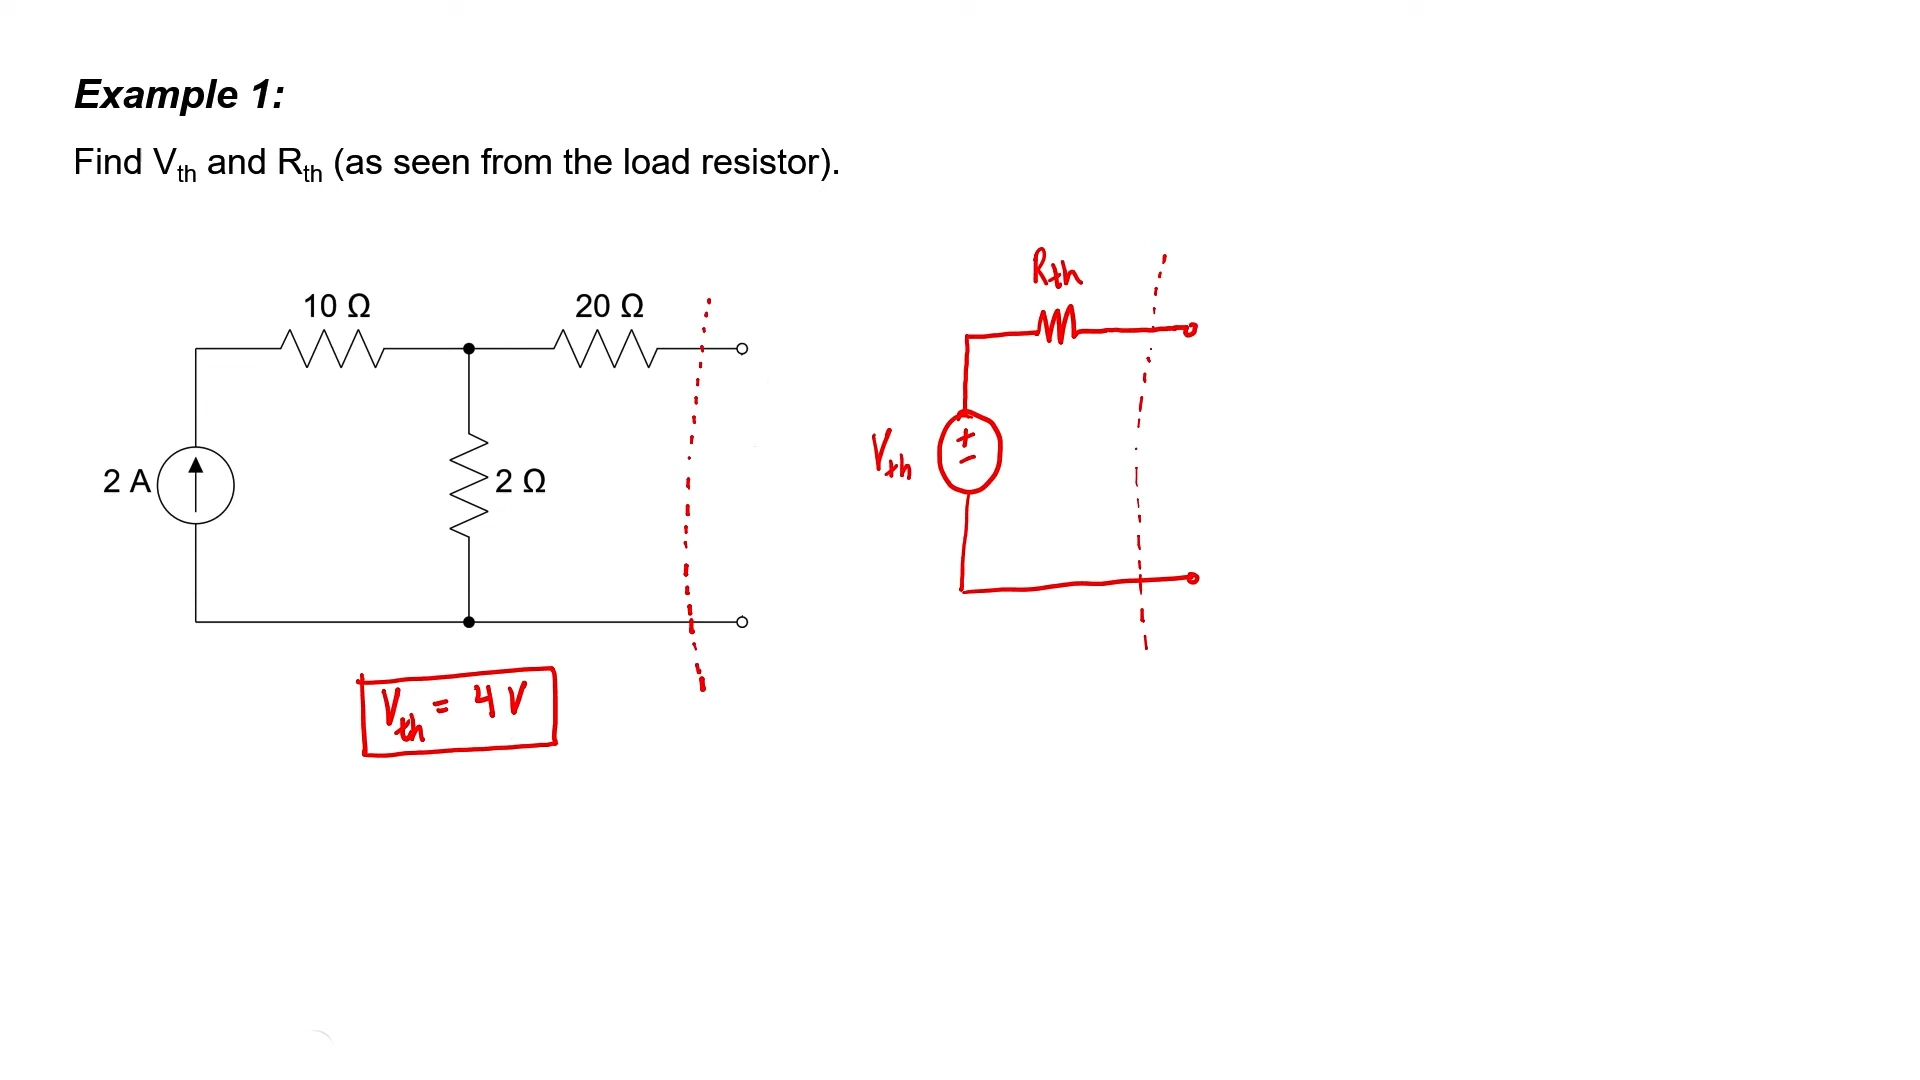 Example 1:
Find Vth and Rth (as seen from the load resistor).
10 Ω
20 Ω
2 A
2 Ω
Rth
Vth
+
−
Vth = 4 V